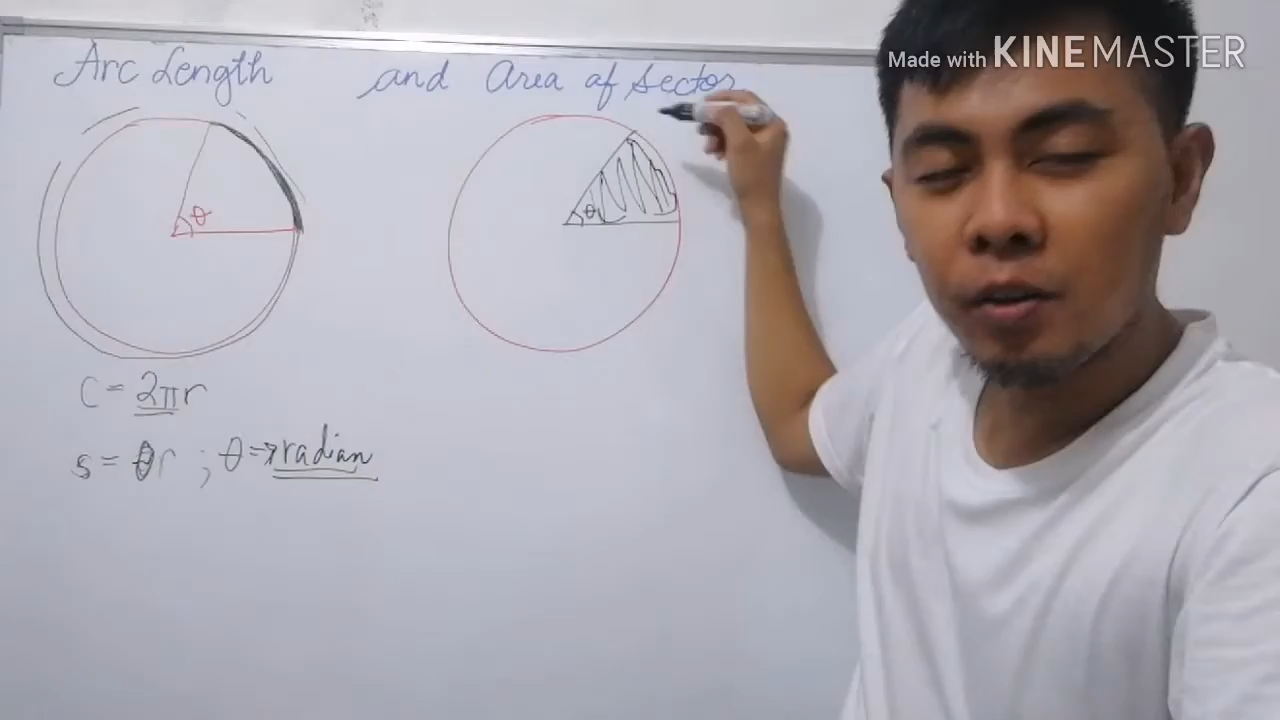 Made with KINEMASTER
Arc Length and Area of Sector
θ
θ
C = 2πr
s = θr ; θ => radian